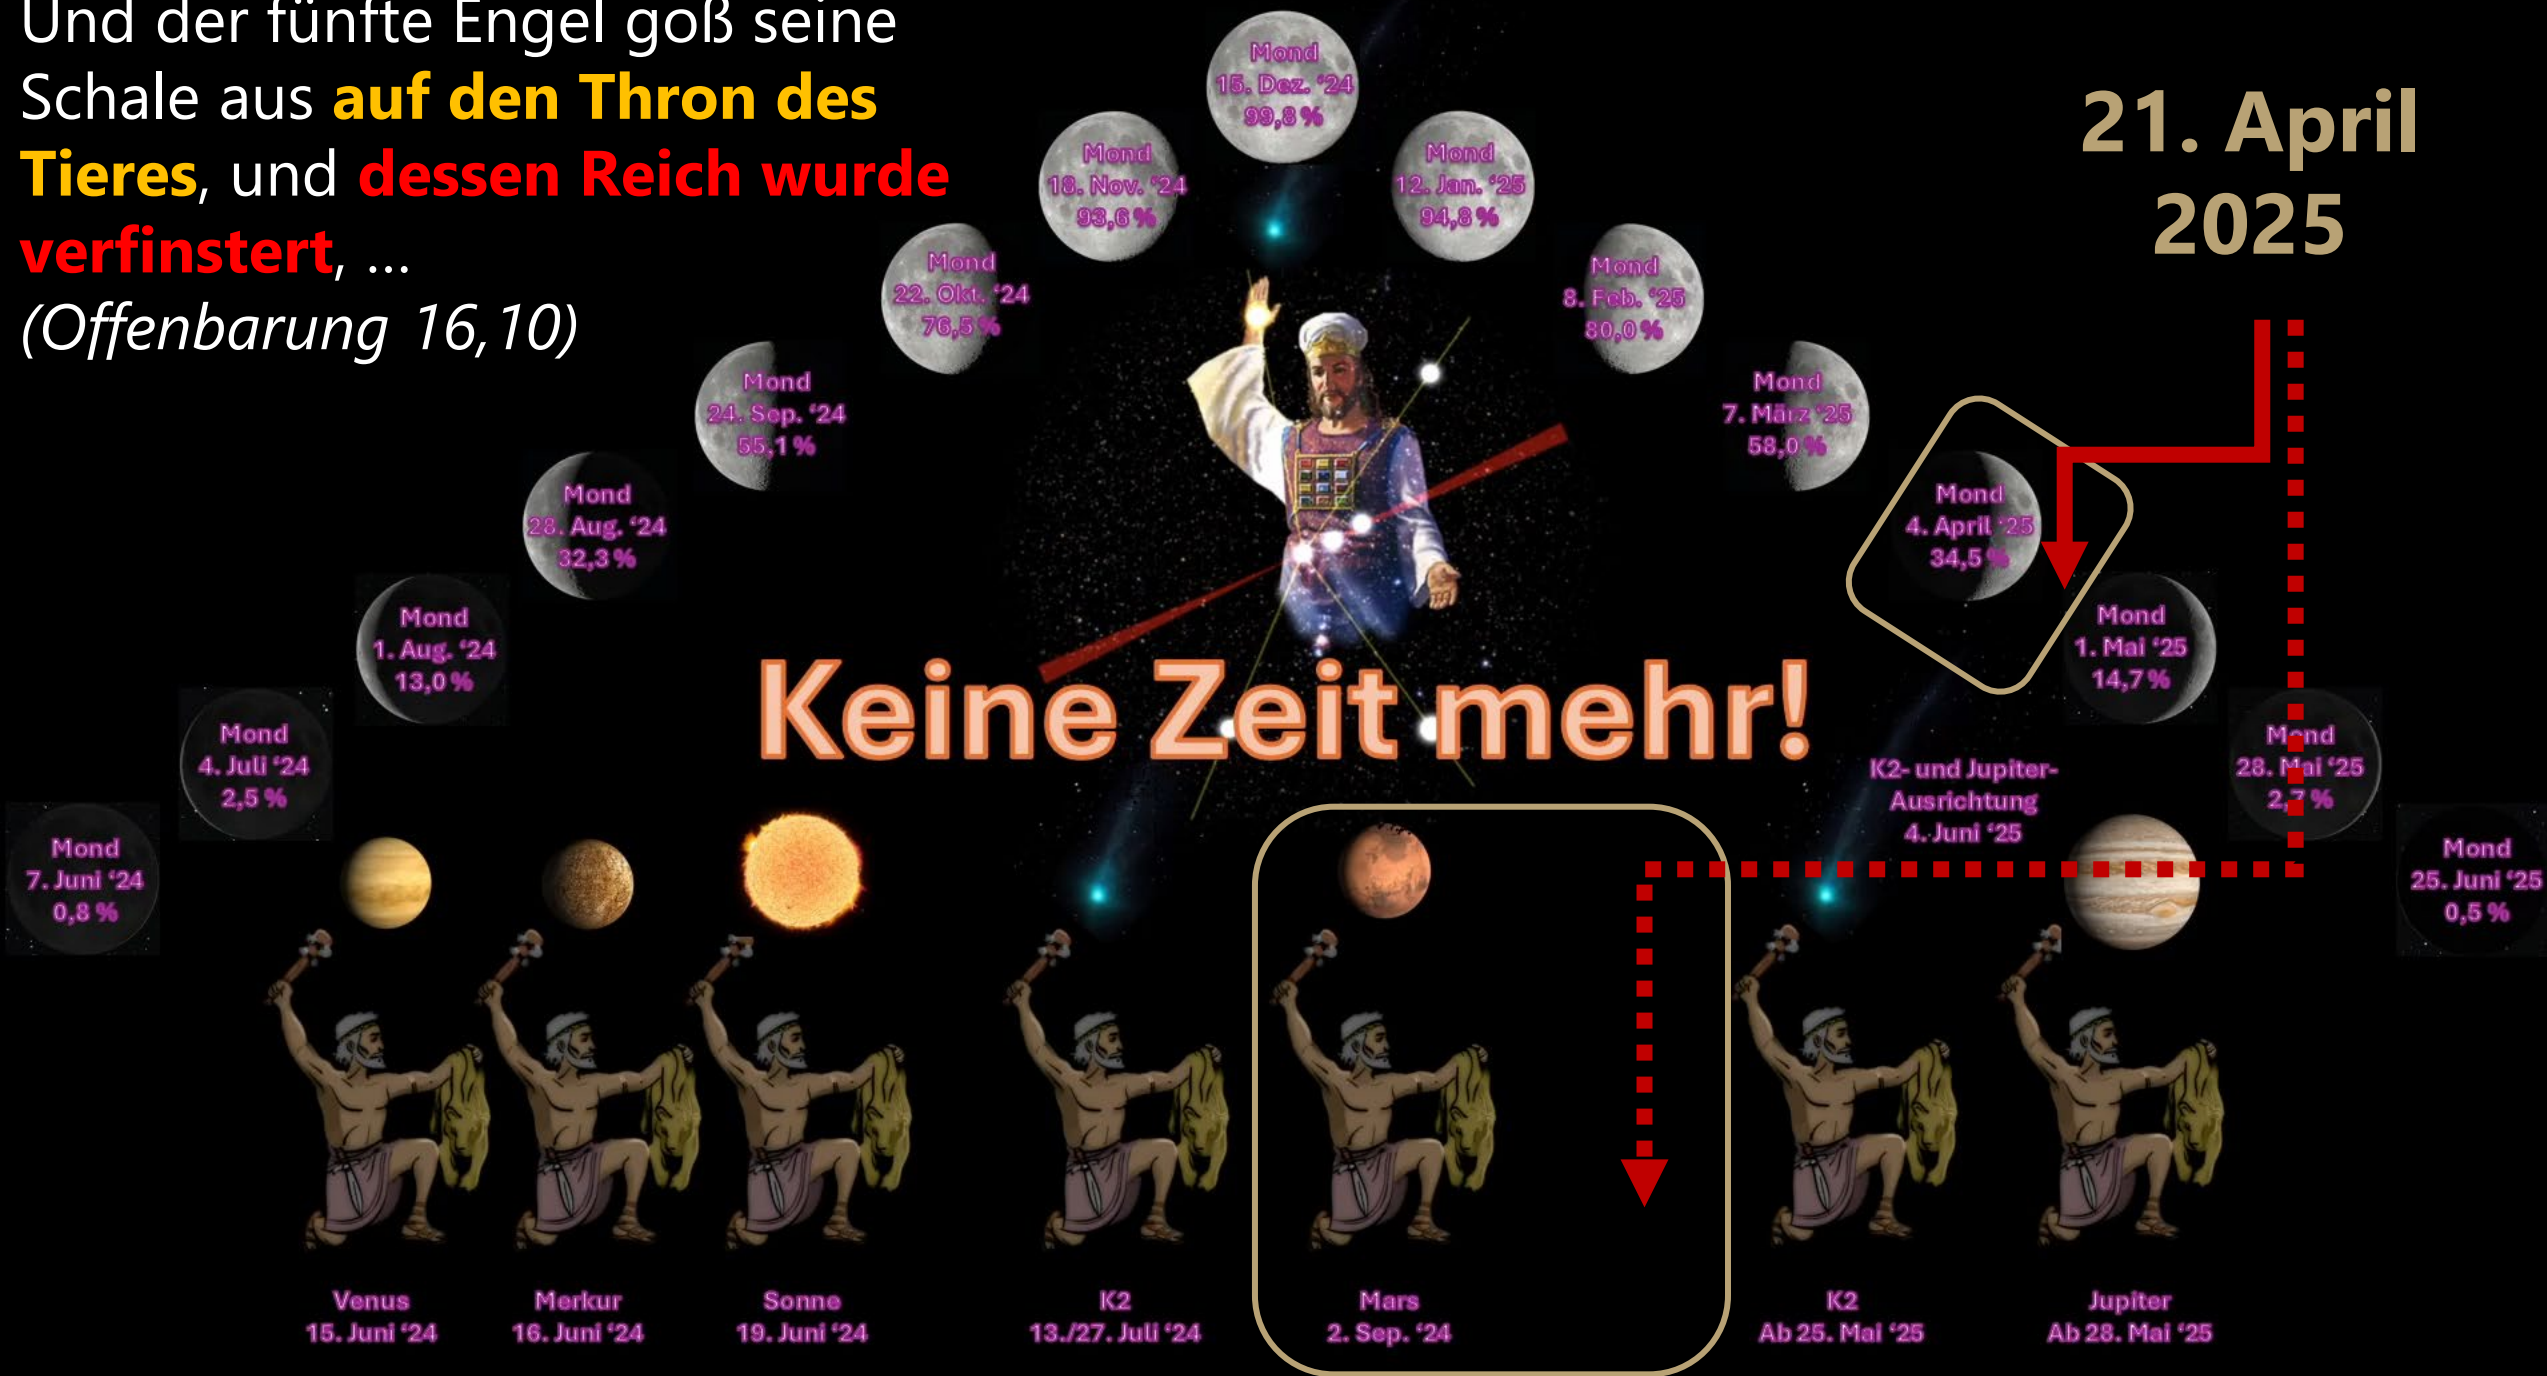 Und der fünfte Engel goß seine
Schale aus auf den Thron des
Tieres, und dessen Reich wurde
verfinstert, ...
(Offenbarung 16,10)
21. April
2025
Mond
7. Juni ‘24
0,8 %
Mond
4. Juli ‘24
2,5 %
Mond
1. Aug. ‘24
13,0 %
Mond
28. Aug. ‘24
32,3 %
Mond
24. Sep. ‘24
55,1 %
Mond
22. Okt. ‘24
76,5 %
Mond
18. Nov. ‘24
93,6 %
Mond
15. Dez. ‘24
99,8 %
Mond
12. Jan. ‘25
94,8 %
Mond
8. Feb. ‘25
80,0 %
Mond
7. März ‘25
58,0 %
Mond
4. April ‘25
34,5 %
Mond
1. Mai ‘25
14,7 %
Mond
28. Mai ‘25
2,7 %
Mond
25. Juni ‘25
0,5 %
Keine Zeit mehr!
K2- und Jupiter-
Ausrichtung
4. Juni ‘25
Venus
15. Juni ‘24
Merkur
16. Juni ‘24
Sonne
19. Juni ‘24
K2
13./27. Juli ‘24
Mars
2. Sep. ‘24
K2
Ab 25. Mai ‘25
Jupiter
Ab 28. Mai ‘25